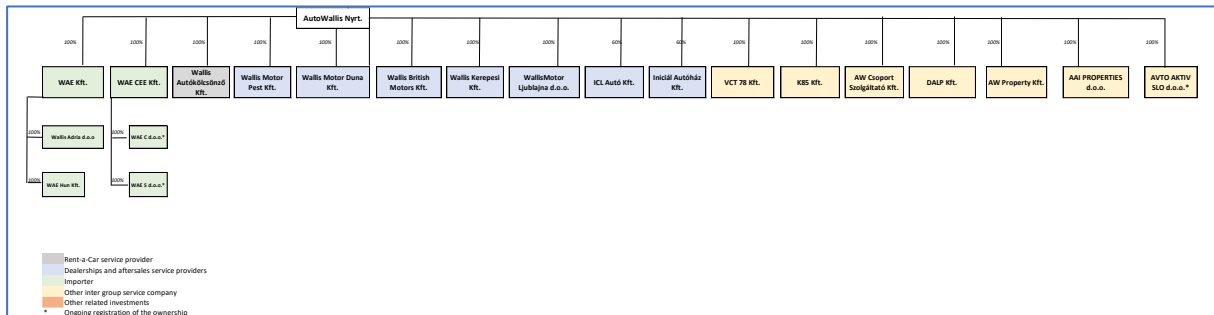 AutoWallis Nyrt.
100% 100% 100% 100% 100% 100% 100% 100% 60% 60% 100% 100% 100% 100% 100% 100% 100%
WAE Kft.
WAE CEE Kft.
Wallis
Autókölcsönző
Kft.
Wallis Motor
Pest Kft.
Wallis Motor Duna
Kft.
Wallis British
Motors Kft.
Wallis Kerepesi
Kft.
WallisMotor
Ljublajna d.o.o.
ICL Autó Kft.
Iniciál Autóház
Kft.
VCT 78 Kft.
K85 Kft.
AW Csoport
Szolgáltató Kft.
DALP Kft.
AW Property Kft.
AAI PROPERTIES
d.o.o.
AVTO AKTIV
SLO d.o.o.*
100%
Wallis Adria d.o.o
100%
WAE C d.o.o.*
100%
WAE Hun Kft.
100%
WAE S d.o.o.*
Rent-a-Car service provider
Dealerships and aftersales service providers
Importer
Other inter group service company
Other related investments
* Ongoing registration of the ownership